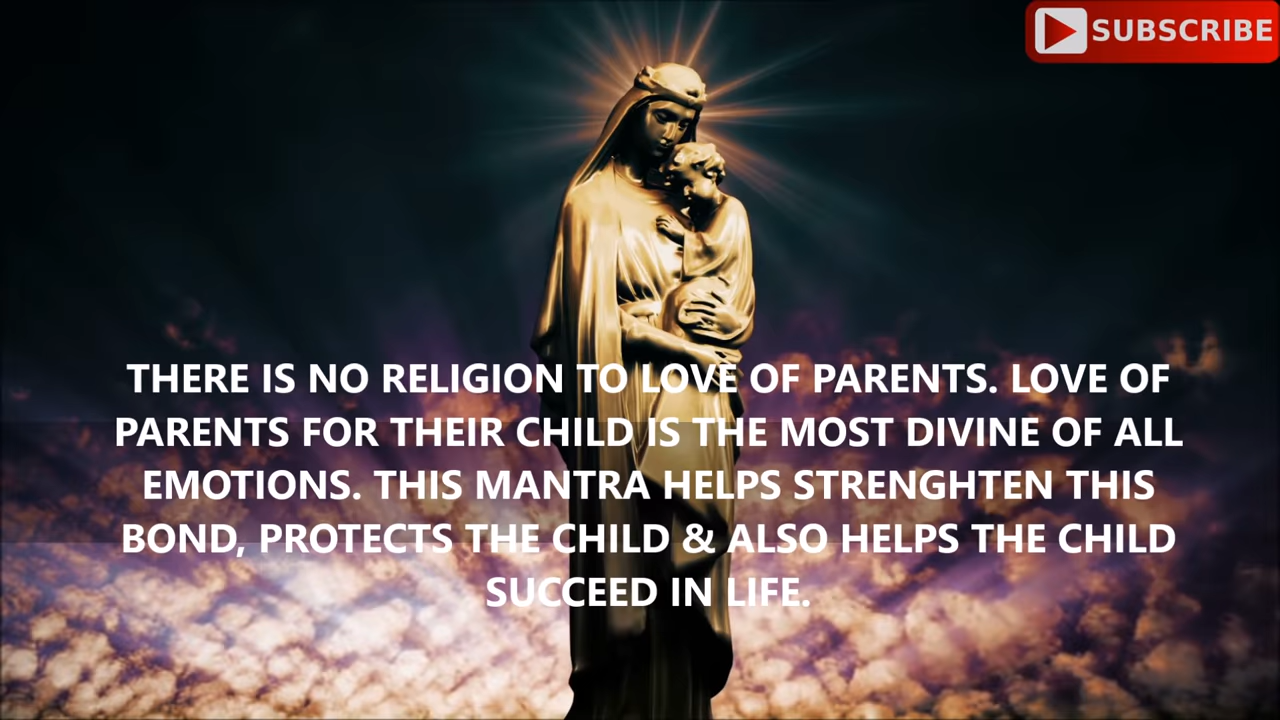 SUBSCRIBE
THERE IS NO RELIGION TO LOVE OF PARENTS. LOVE OF
PARENTS FOR THEIR CHILD IS THE MOST DIVINE OF ALL
EMOTIONS. THIS MANTRA HELPS STRENGHTEN THIS
BOND, PROTECTS THE CHILD & ALSO HELPS THE CHILD
SUCCEED IN LIFE.